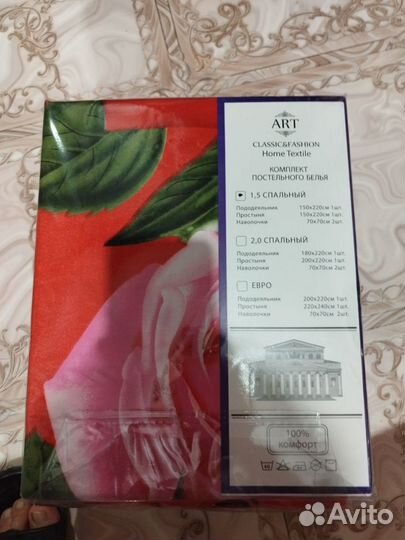 ART
CLASSIC&FASHION
Home Textile
КОМПЛЕКТ
ПОСТЕЛЬНОГО БЕЛЬЯ
1,5 СПАЛЬНЫЙ
Пододеяльник 150х220см 1шт.
Простыня 150х220см 1шт.
Наволочки 70х70см 2шт.
2,0 СПАЛЬНЫЙ
Пододеяльник 180х220см 1шт.
Простыня 200х220см 1шт.
Наволочки 70х70см 2шт.
ЕВРО
Пододеяльник 200х220см 1шт.
Простыня 220х240см 1шт.
Наволочки 70х70см 2шт.
100%
комфорт
40
Avito